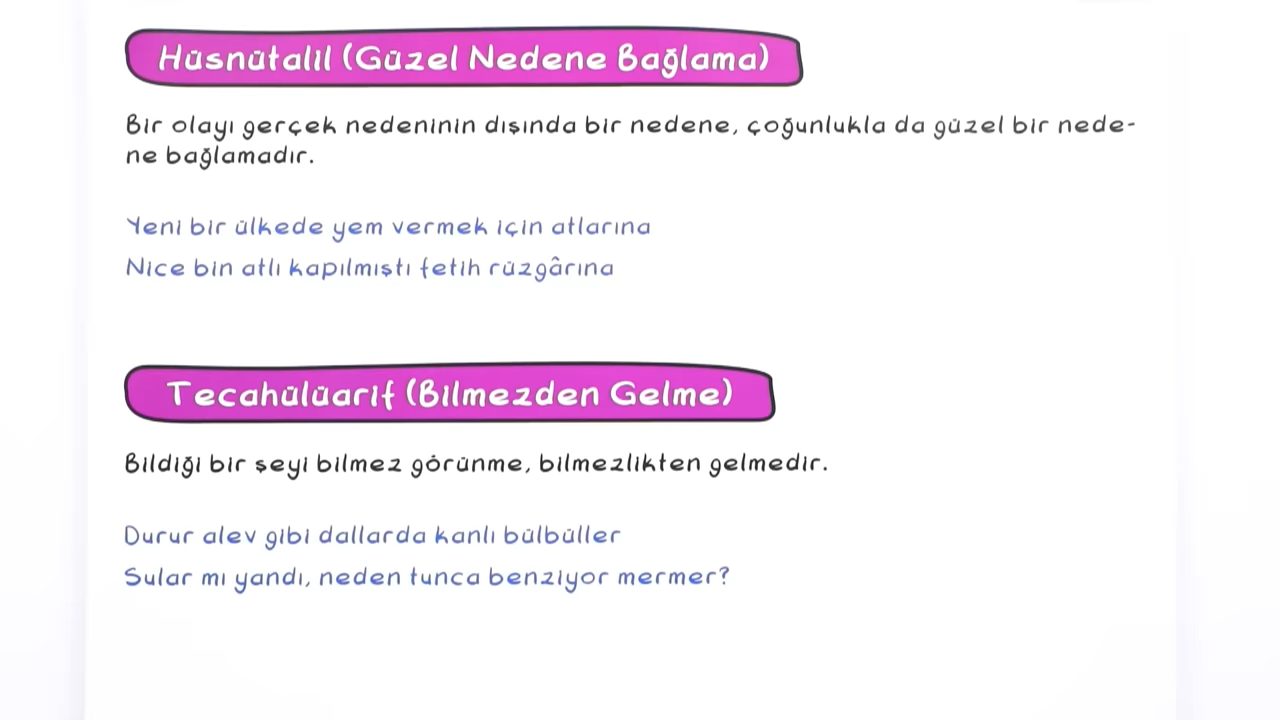 Hüsnütalil (Güzel Nedene Bağlama)
Bir olayı gerçek nedeninin dışında bir nedene, çoğunlukla da güzel bir nede-
ne bağlamadır.
Yeni bir ülkede yem vermek için atlarına
Nice bin atlı kapılmıştı fetih rüzgârına
Tecahülüarif (Bilmezden Gelme)
Bildiği bir şeyi bilmez görünme, bilmezlikten gelmedir.
Durur alev gibi dallarda kanlı bülbüller
Sular mı yandı, neden tunca benziyor mermer?